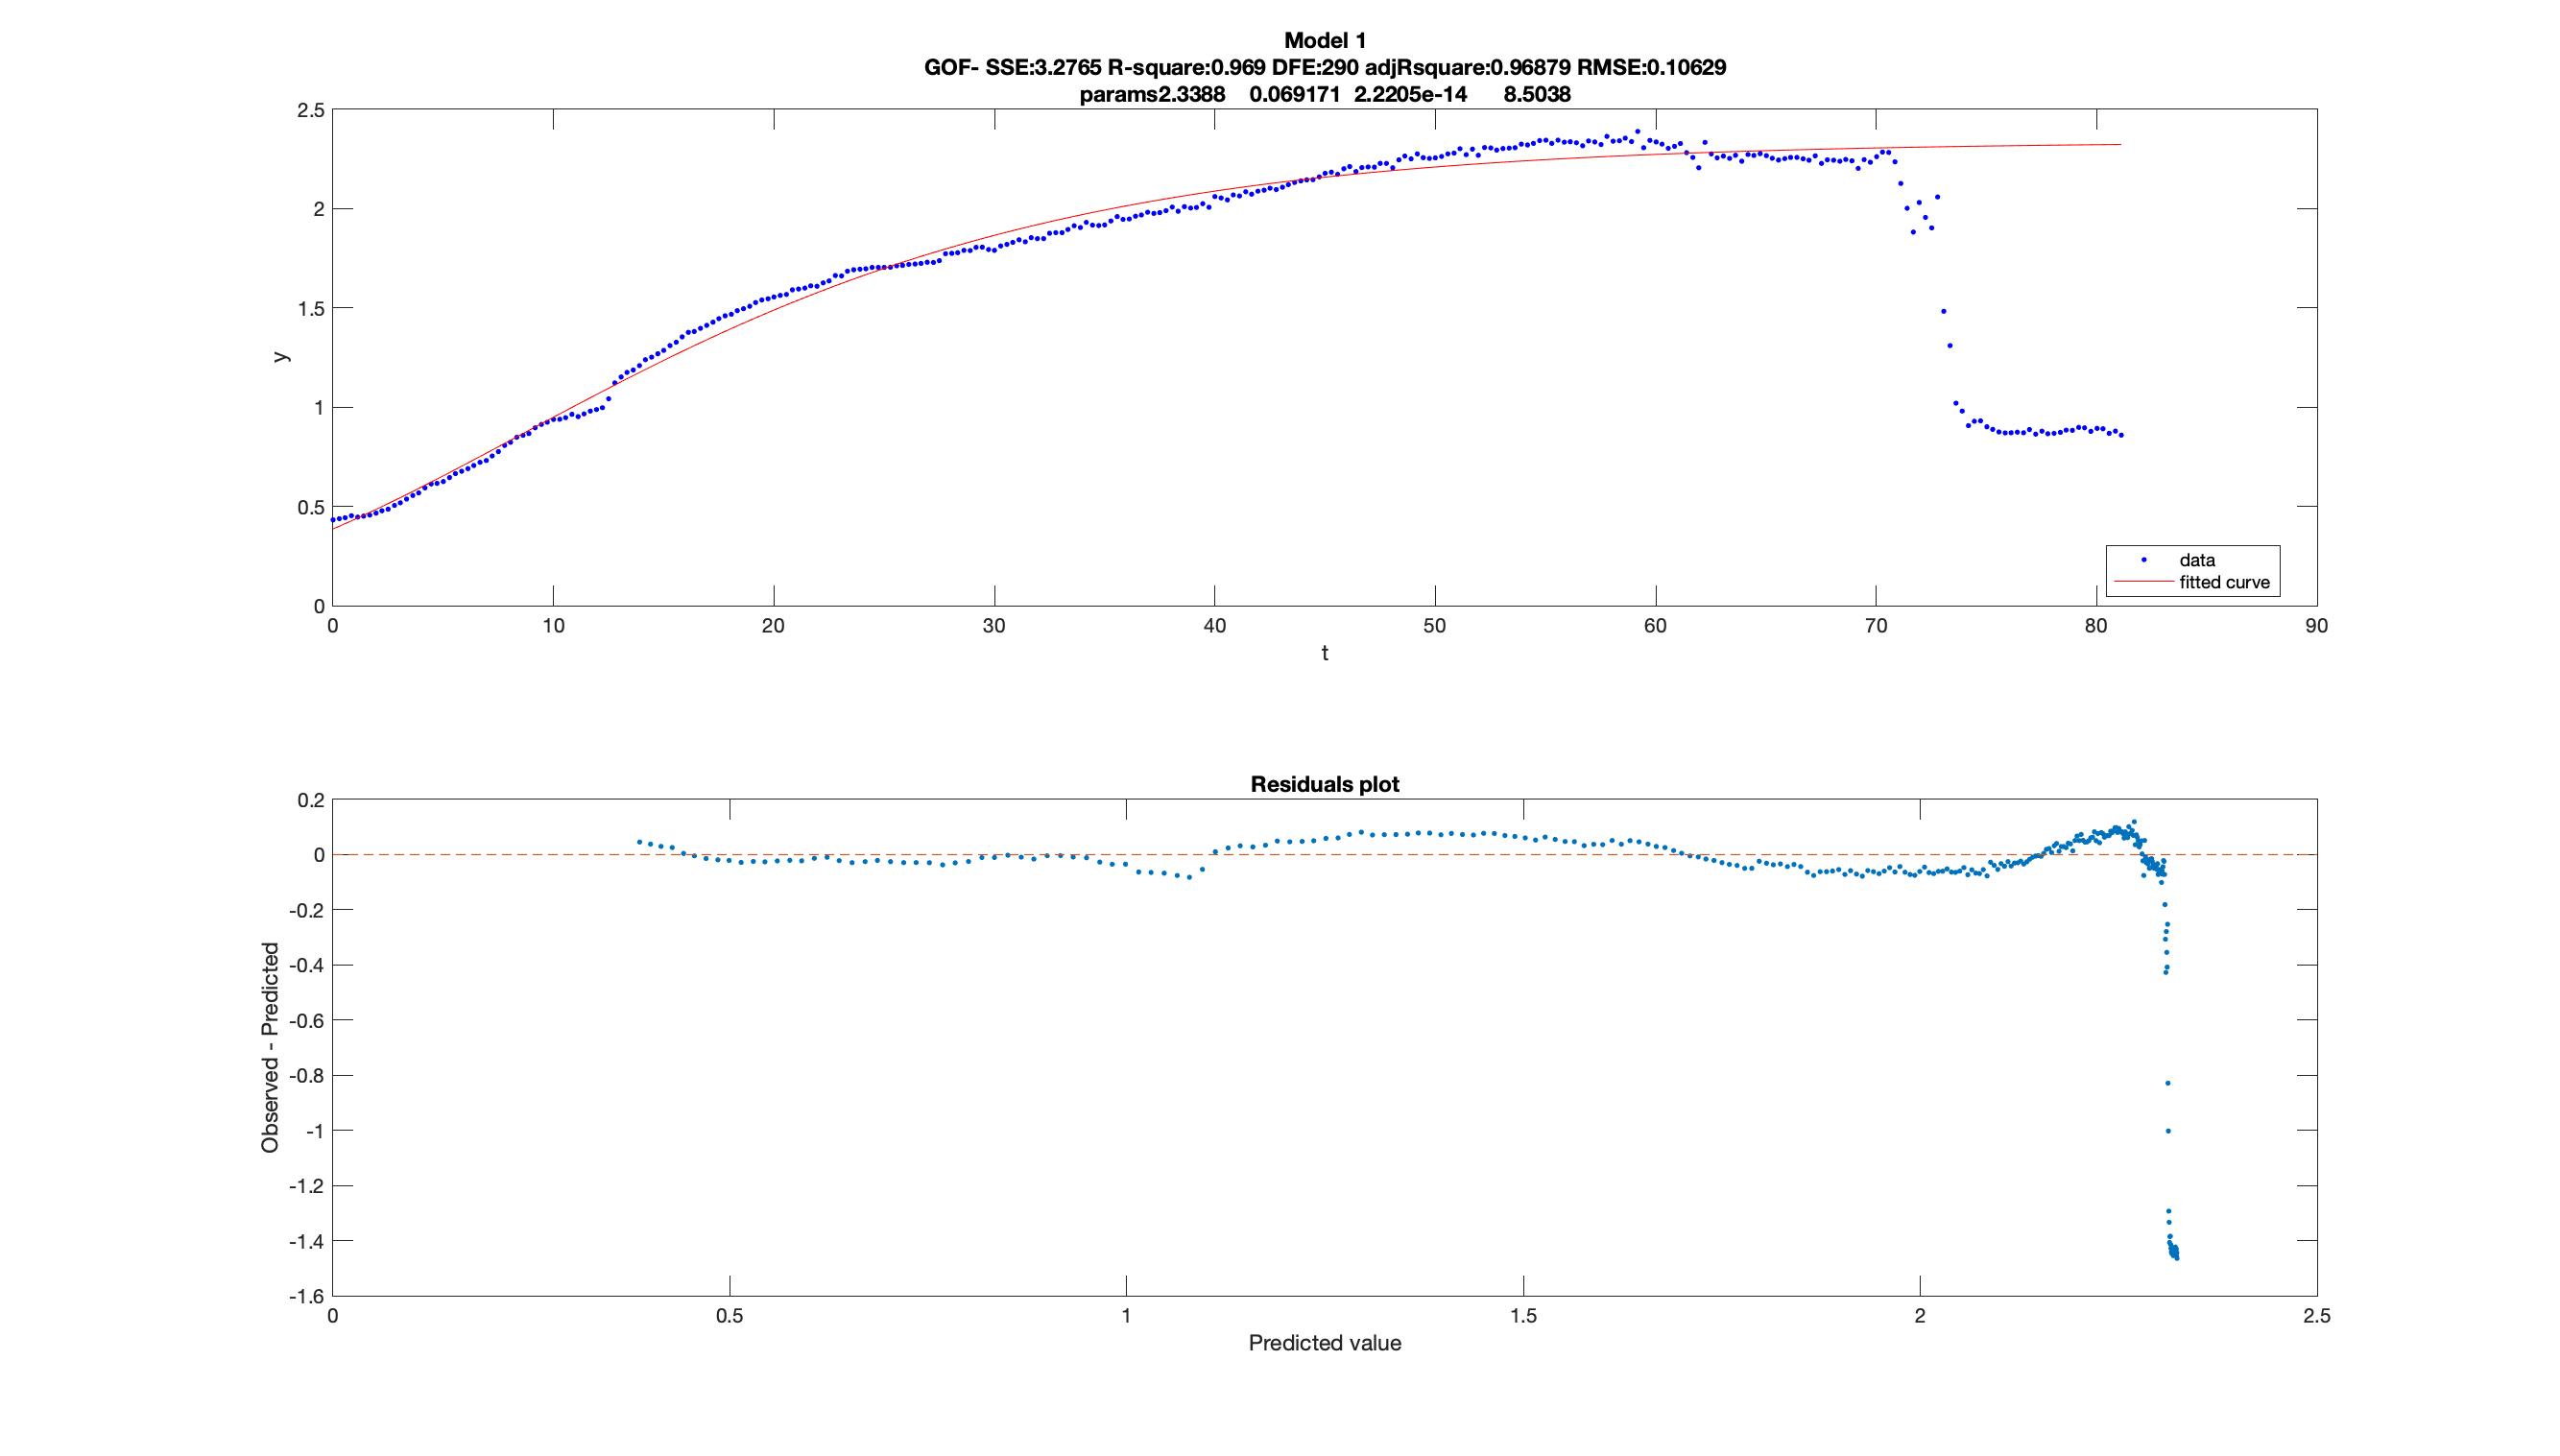 Model 1
GOF- SSE:3.2765 R-square:0.969 DFE:290 adjRsquare:0.96879 RMSE:0.10629
params2.3388 0.069171 2.2205e-14 8.5038
2.5
2
1.5
1
0.5
0
y
0 10 20 30 40 50 60 70 80 90
t
data
fitted curve
Residuals plot
0.2
0
-0.2
-0.4
-0.6
-0.8
-1
-1.2
-1.4
-1.6
Observed - Predicted
0 0.5 1 1.5 2 2.5
Predicted value